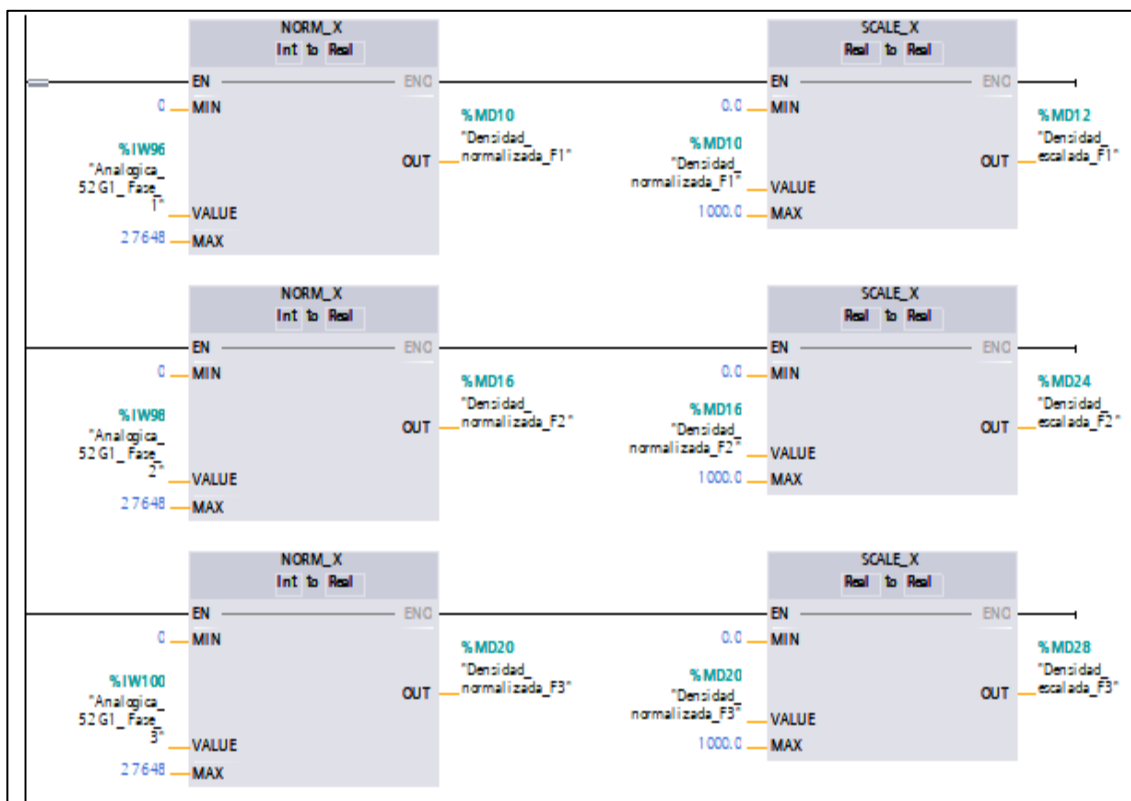 NORM_X
Int to Real
EN
ENO
0
MIN
%IW96
"Analogica_
52G1_Fase_
1"
VALUE
27648
MAX
OUT
%MD10
"Densidad_
normalizada_F1"
SCALE_X
Real to Real
EN
ENO
0.0
MIN
%MD10
"Densidad_
normalizada_F1"
VALUE
1000.0
MAX
OUT
%MD12
"Densidad_
escalada_F1"
NORM_X
Int to Real
EN
ENO
0
MIN
%IW98
"Analogica_
52G1_Fase_
2"
VALUE
27648
MAX
OUT
%MD16
"Densidad_
normalizada_F2"
SCALE_X
Real to Real
EN
ENO
0.0
MIN
%MD16
"Densidad_
normalizada_F2"
VALUE
1000.0
MAX
OUT
%MD24
"Densidad_
escalada_F2"
NORM_X
Int to Real
EN
ENO
0
MIN
%IW100
"Analogica_
52G1_Fase_
3"
VALUE
27648
MAX
OUT
%MD20
"Densidad_
normalizada_F3"
SCALE_X
Real to Real
EN
ENO
0.0
MIN
%MD20
"Densidad_
normalizada_F3"
VALUE
1000.0
MAX
OUT
%MD28
"Densidad_
escalada_F3"